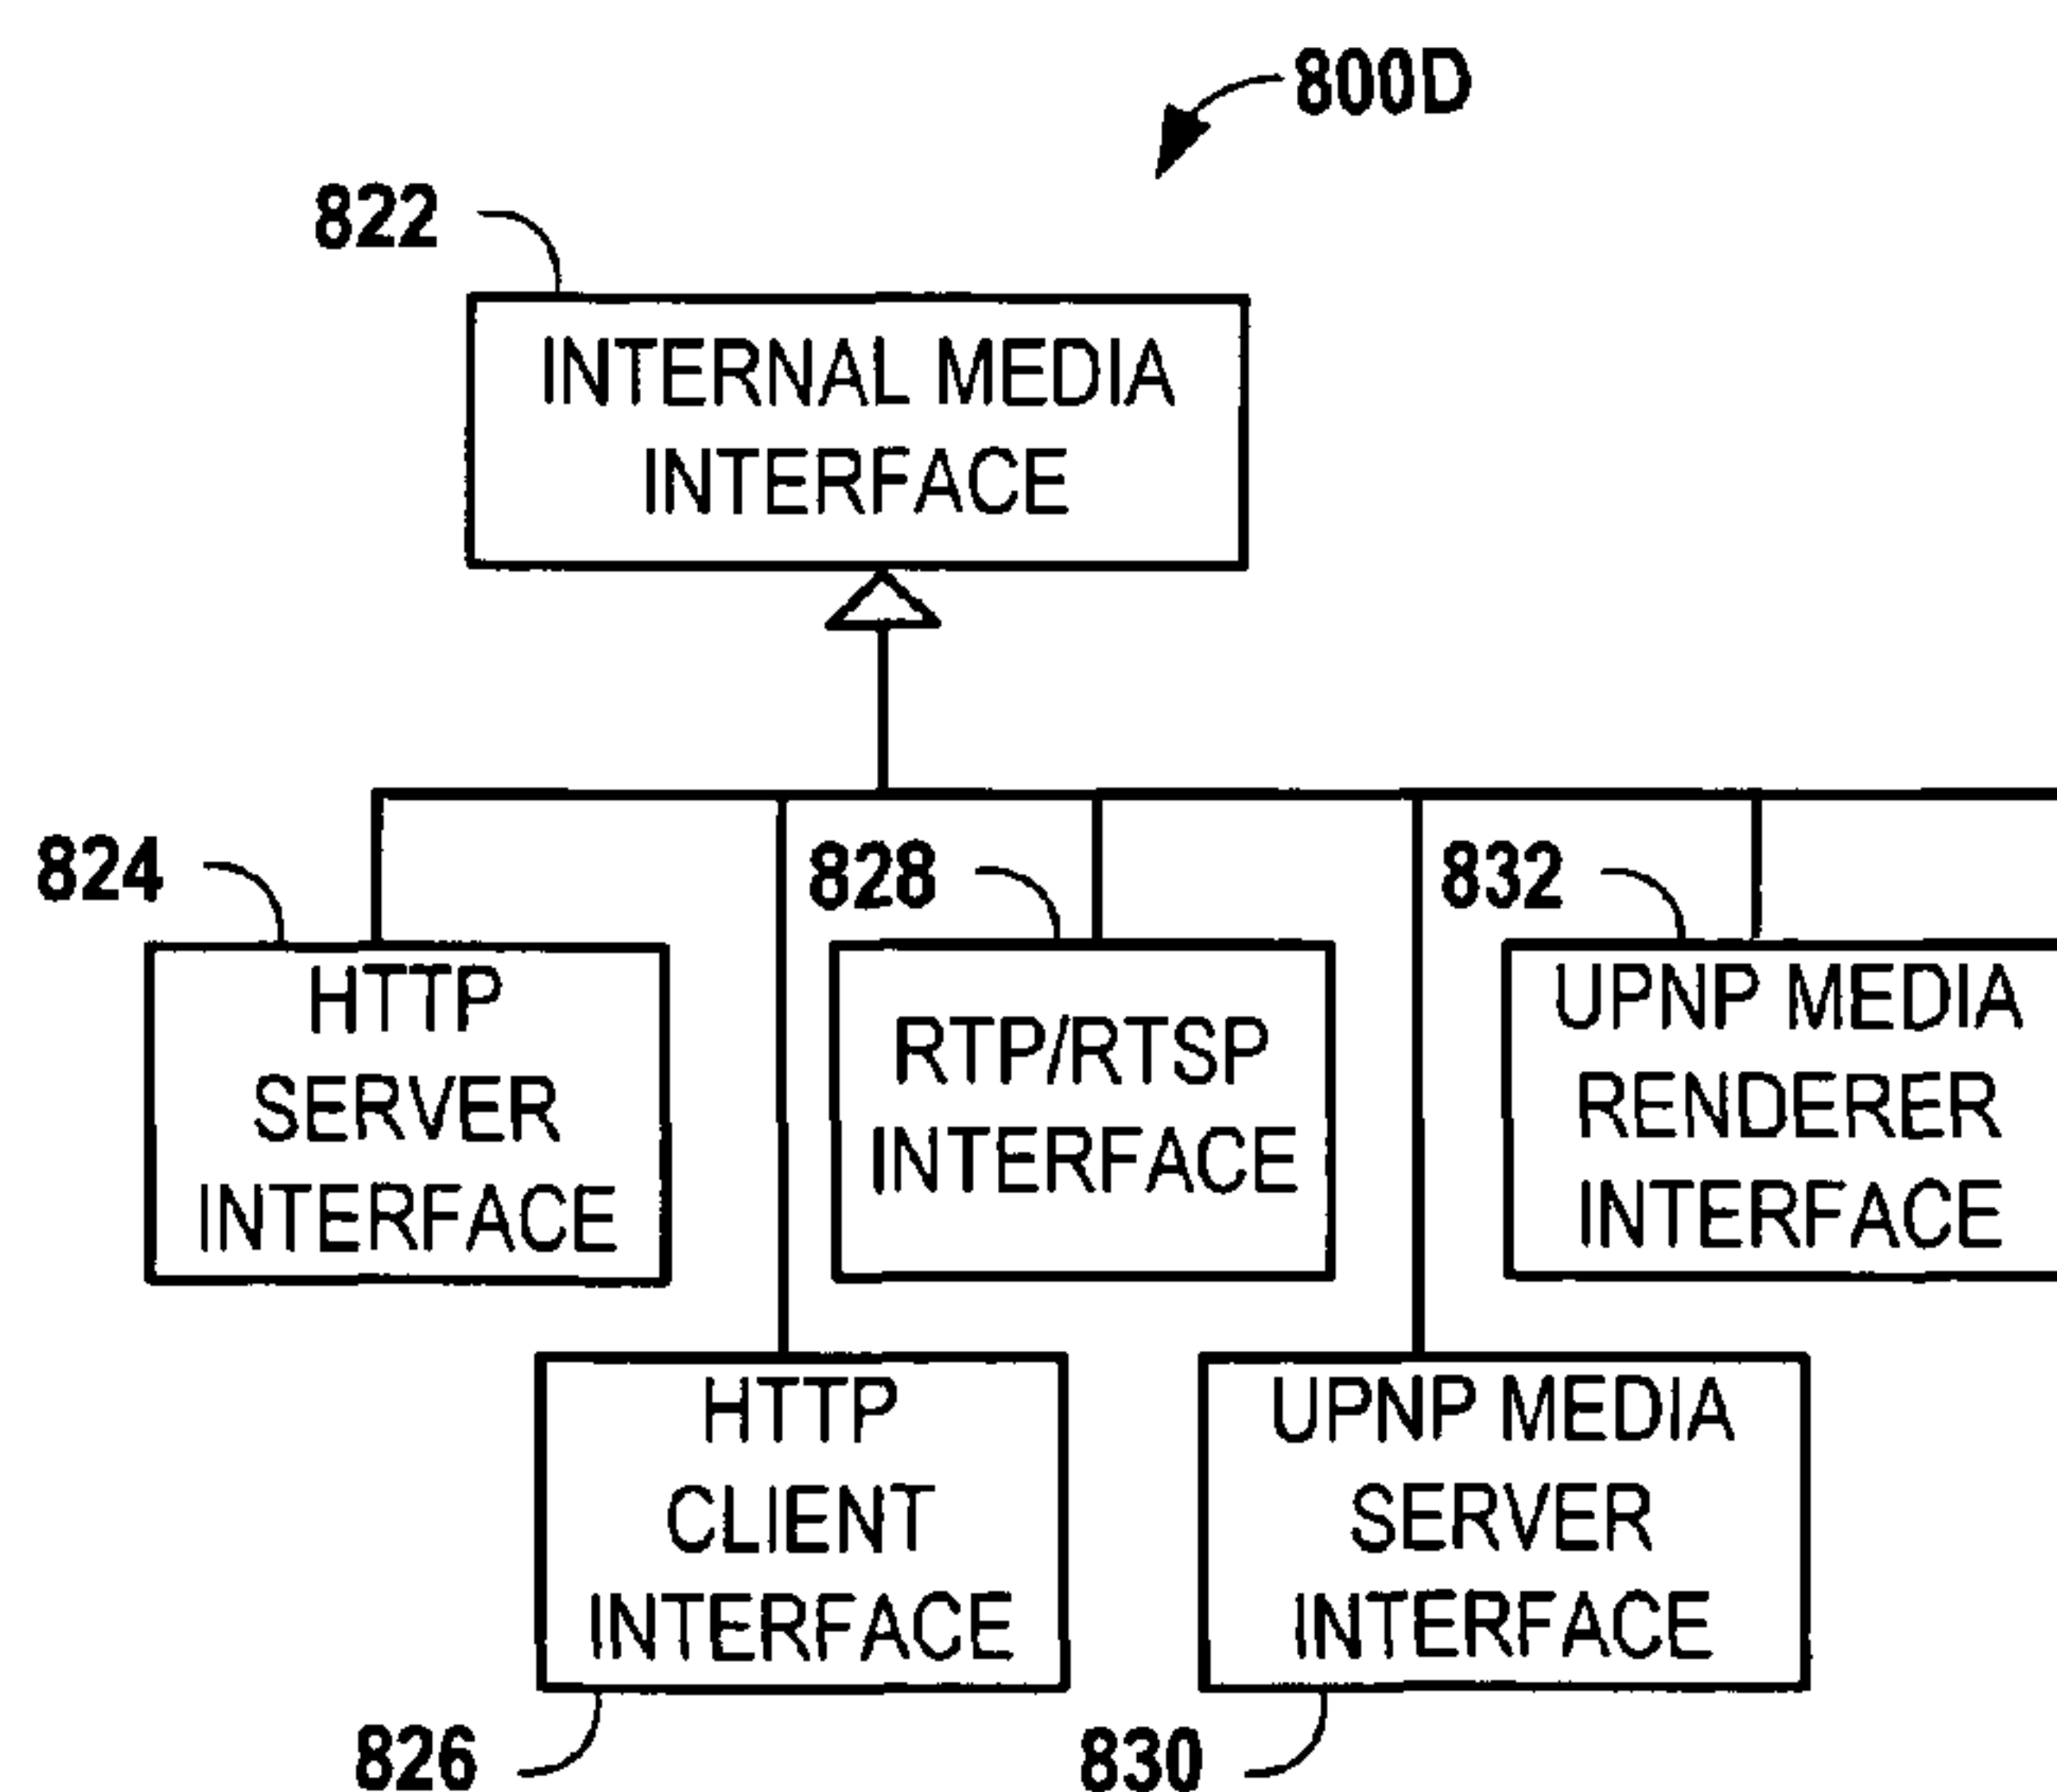 800D
822
INTERNAL MEDIA
INTERFACE
824
828
832
HTTP
SERVER
INTERFACE
RTP/RTSP
INTERFACE
UPNP MEDIA
RENDERER
INTERFACE
HTTP
CLIENT
INTERFACE
UPNP MEDIA
SERVER
INTERFACE
826
830